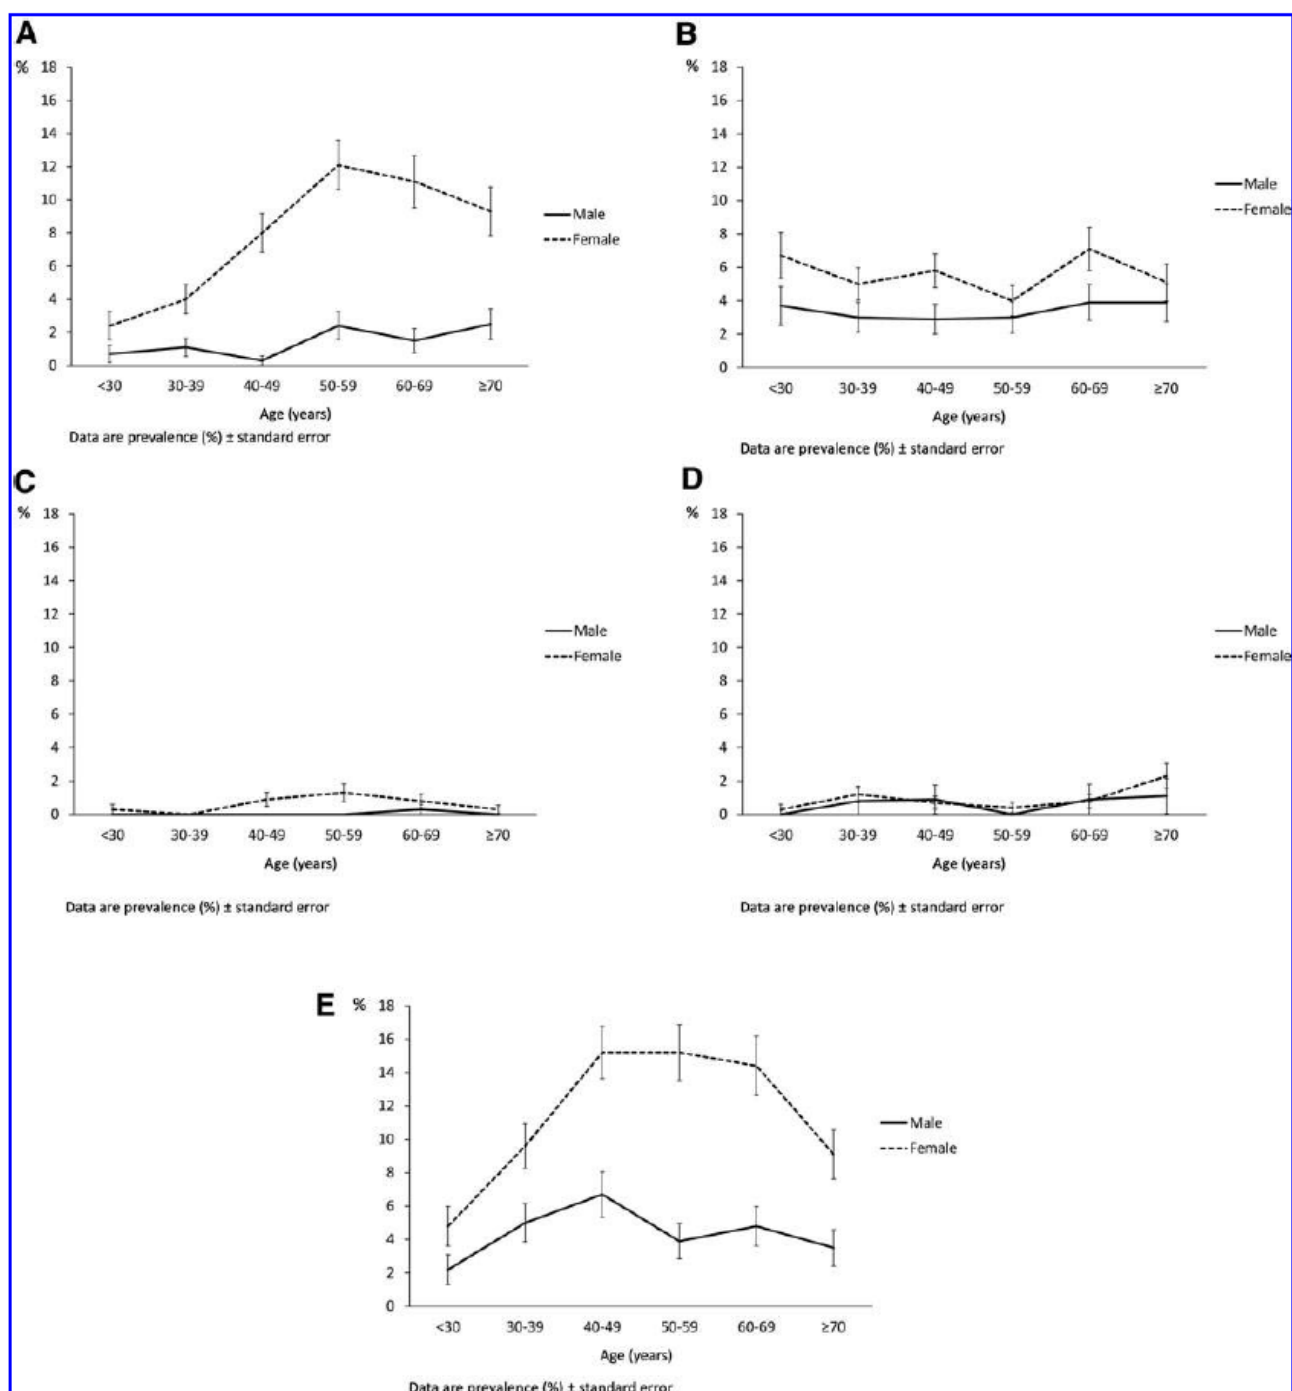 A
% 18
16
14
12
10
8
6
4
2
0
Male
Female
<30 30-39 40-49 50-59 60-69 ≥70
Age (years)
Data are prevalence (%) ± standard error
B
% 18
16
14
12
10
8
6
4
2
0
Male
Female
<30 30-39 40-49 50-59 60-69 ≥70
Age (years)
Data are prevalence (%) ± standard error
C
% 18
16
14
12
10
8
6
4
2
0
Male
Female
<30 30-39 40-49 50-59 60-69 ≥70
Age (years)
Data are prevalence (%) ± standard error
D
% 18
16
14
12
10
8
6
4
2
0
Male
Female
<30 30-39 40-49 50-59 60-69 ≥70
Age (years)
Data are prevalence (%) ± standard error
E
% 18
16
14
12
10
8
6
4
2
0
Male
Female
<30 30-39 40-49 50-59 60-69 ≥70
Age (years)
Data are prevalence (%) ± standard error